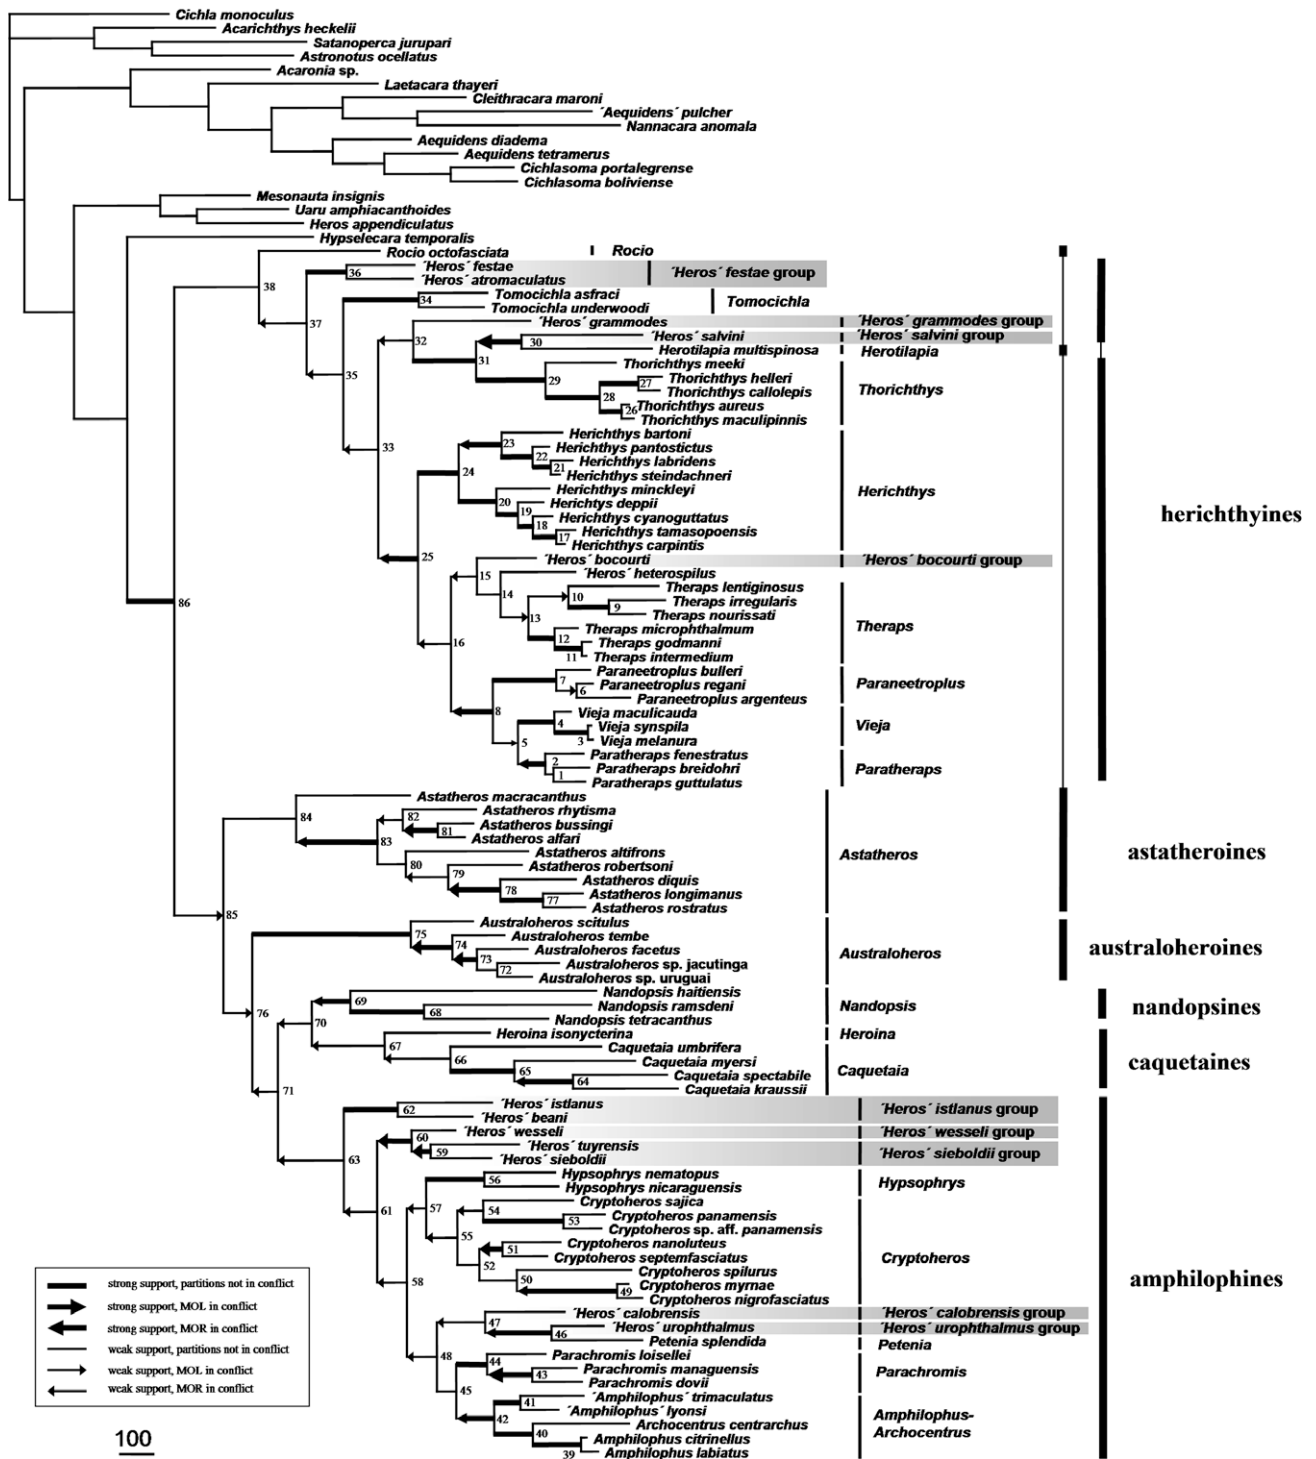 Cichla monoculus
Acarichthys heckelii
Satanoperca jurupari
Astronotus ocellatus
Acaronia sp.
Laetacara thayeri
Cleithracara maroni
´Aequidens´ pulcher
Nannacara anomala
Aequidens diadema
Aequidens tetramerus
Cichlasoma portalegrense
Cichlasoma boliviense
Mesonauta insignis
Uaru amphiacanthoides
Heros appendiculatus
Hypselecara temporalis
Rocio octofasciata Rocio
38
´Heros´ festae
36 ´Heros´ festae group
´Heros´ atromaculatus
37
Tomocichla asfraci
34 Tomocichla
Tomocichla underwoodi
35
´Heros´ grammodes ´Heros´ grammodes group
32
´Heros´ salvini ´Heros´ salvini group
30
Herotilapia multispinosa Herotilapia
31
Thorichthys meeki
29
Thorichthys helleri
27
Thorichthys callolepis Thorichthys
28
Thorichthys aureus
26
Thorichthys maculipinnis
33
Herichthys bartoni
23
Herichthys pantostictus
22
Herichthys labridens
21
Herichthys steindachneri
24
Herichthys minckleyi Herichthys
20
Herichtys deppii
19
Herichthys cyanoguttatus
18
Herichthys tamasopoensis
17
Herichthys carpintis
herichthyines
25
´Heros´ bocourti ´Heros´ bocourti group
15
´Heros´ heterospilus
14
Theraps lentiginosus
10
Theraps irregularis
9
Theraps nourissati
13 Theraps
Theraps microphthalmum
12
Theraps godmanni
11
Theraps intermedium
16
Paraneetroplus bulleri
7
Paraneetroplus regani Paraneetroplus
6
Paraneetroplus argenteus
8
Vieja maculicauda
4
Vieja synspila Vieja
3
Vieja melanura
5
Paratheraps fenestratus
2
Paratheraps breidohri Paratheraps
1
Paratheraps guttulatus
86
Astatheros macracanthus
84
Astatheros rhytisma
82
Astatheros bussingi
81
Astatheros alfari
83
Astatheros altifrons Astatheros astatheroines
80
Astatheros robertsoni
79
Astatheros diquis
78
Astatheros longimanus
77
Astatheros rostratus
85
Australoheros scitulus
75
Australoheros tembe
74
Australoheros facetus Australoheros australoheroines
73
Australoheros sp. jacutinga
72
Australoheros sp. uruguai
76
Nandopsis haitiensis
69
Nandopsis ramsdeni Nandopsis nandopsines
68
Nandopsis tetracanthus
70
Heroina isonycterina Heroina
67
Caquetaia umbrifera
66
Caquetaia myersi caquetaines
65
Caquetaia spectabile Caquetaia
64
Caquetaia kraussii
71
´Heros´ istlanus
62 ´Heros´ istlanus group
´Heros´ beani
´Heros´ wesseli ´Heros´ wesseli group
60
´Heros´ tuyrensis
59 ´Heros´ sieboldii group
´Heros´ sieboldii
63
Hypsophrys nematopus
56 Hypsophrys
Hypsophrys nicaraguensis
61
57
Cryptoheros sajica
54
Cryptoheros panamensis
53
Cryptoheros sp. aff. panamensis
55
Cryptoheros nanoluteus
51
Cryptoheros septemfasciatus Cryptoheros
52
Cryptoheros spilurus
50
Cryptoheros myrnae
49
Cryptoheros nigrofasciatus
amphilophines
58
´Heros´ calobrensis ´Heros´ calobrensis group
47
´Heros´ urophthalmus ´Heros´ urophthalmus group
46
Petenia splendida Petenia
48
Parachromis loisellei
44
Parachromis managuensis Parachromis
43
Parachromis dovii
45
´Amphilophus´ trimaculatus
41
´Amphilophus´ lyonsi
42
Archocentrus centrarchus Amphilophus-
40 Archocentrus
Amphilophus citrinellus
39
Amphilophus labiatus
strong support, partitions not in conflict
strong support, MOL in conflict
strong support, MOR in conflict
weak support, partitions not in conflict
weak support, MOL in conflict
weak support, MOR in conflict
100